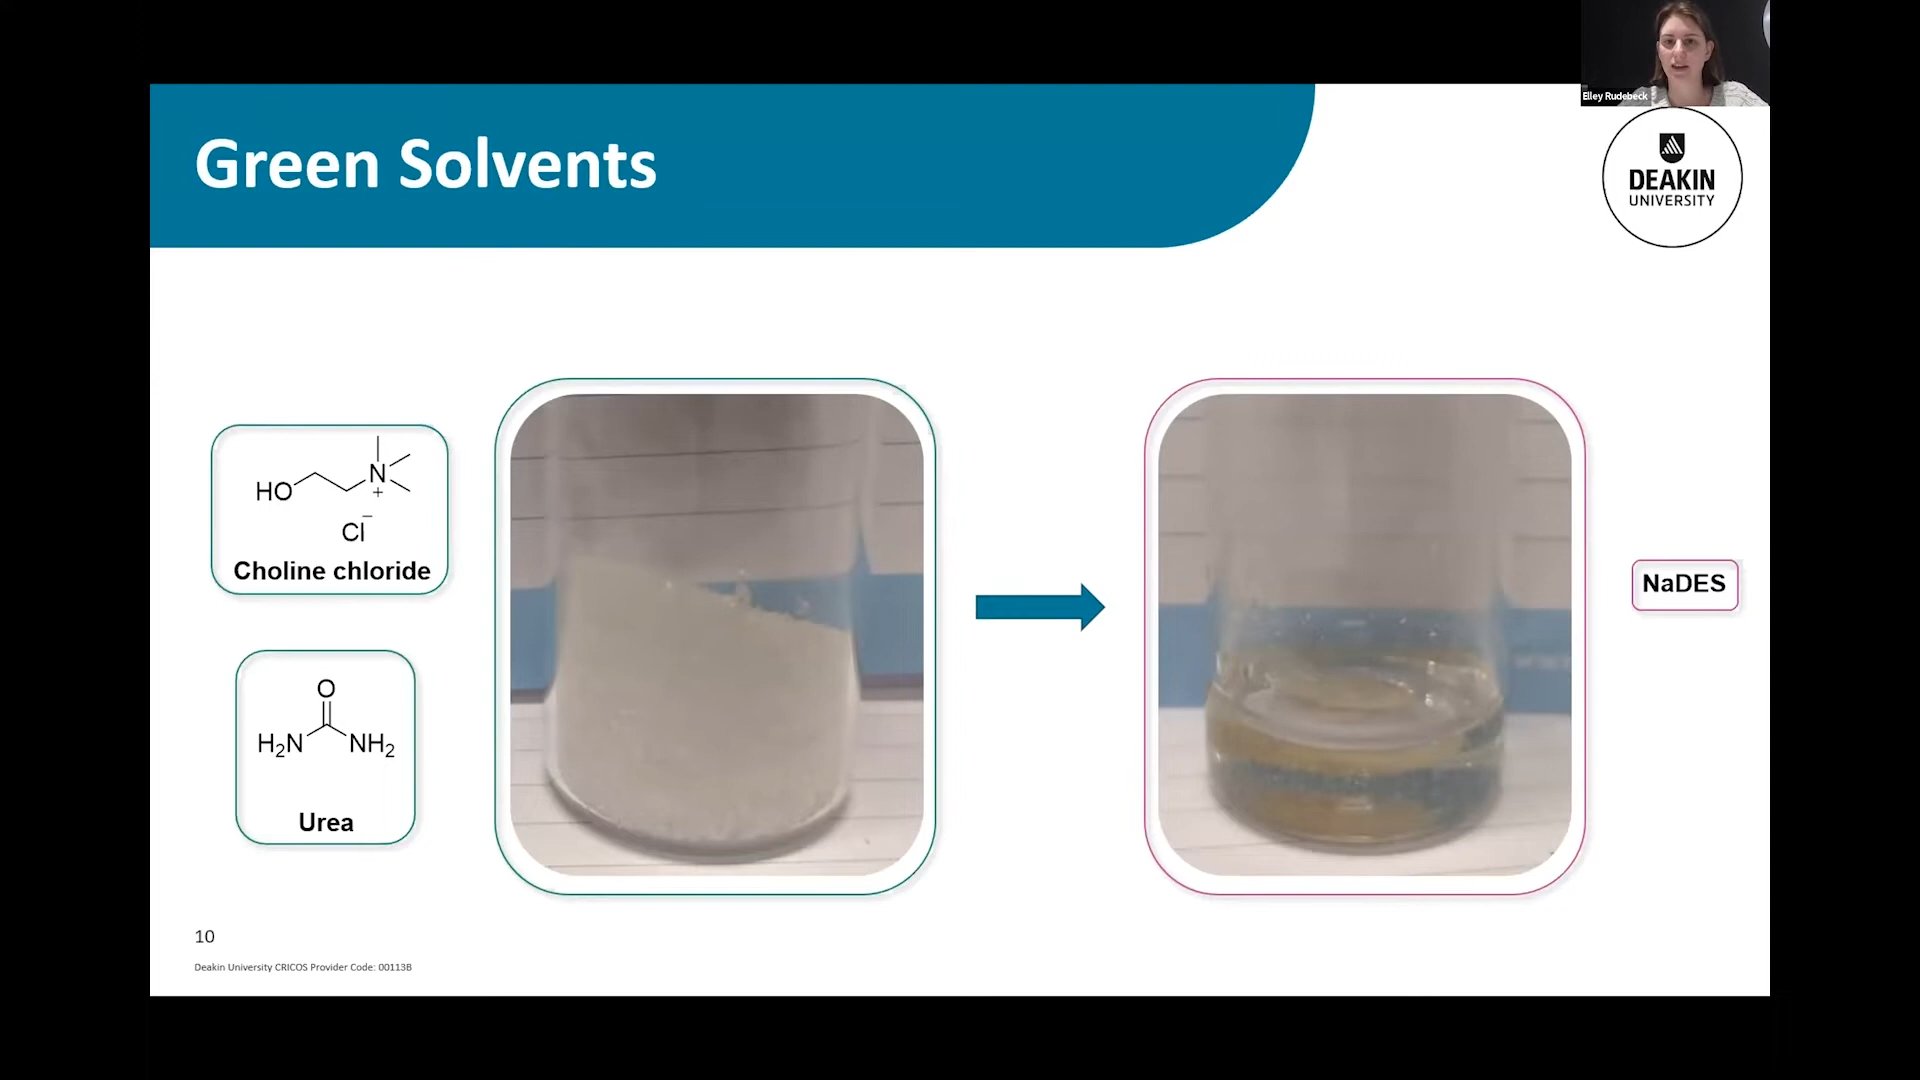 Elley Rudebeck
Green Solvents
DEAKIN
UNIVERSITY
HO
N
+
Cl
−
Choline chloride
O
H₂N
NH₂
Urea
NaDES
10
Deakin University CRICOS Provider Code: 00113B